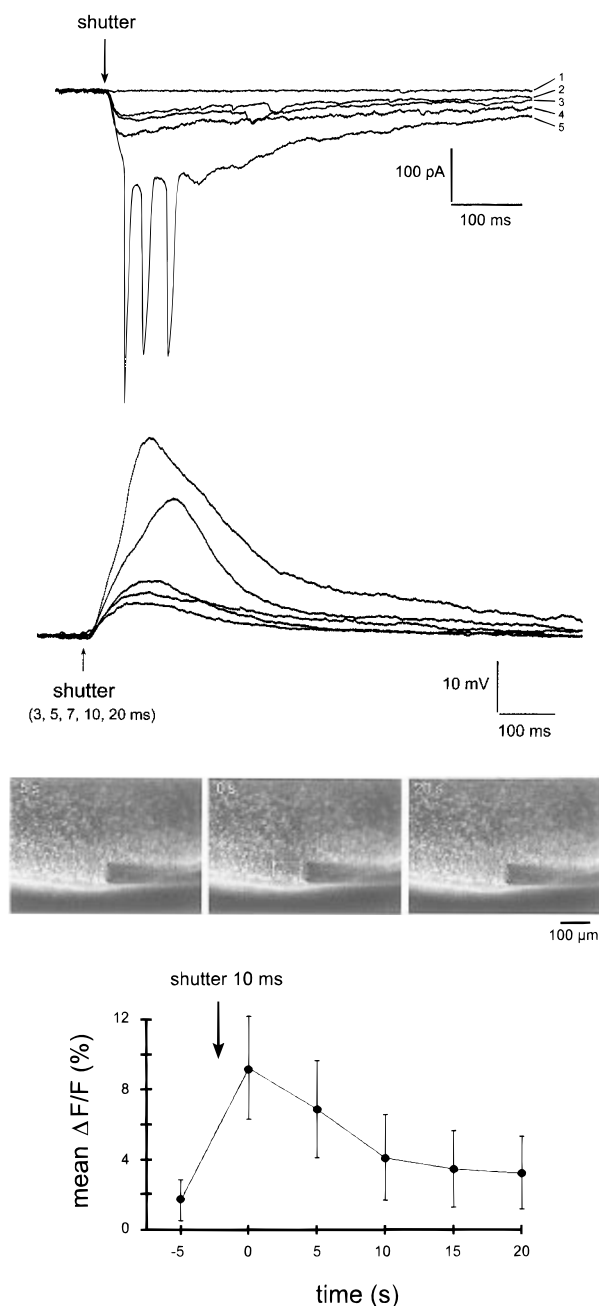 shutter
1
2
3
4
5
100 pA
100 ms
shutter
(3, 5, 7, 10, 20 ms)
10 mV
100 ms
5 s
0 s
20 s
100 µm
shutter 10 ms
mean Δ F/F (%)
12
8
4
0
-5
0
5
10
15
20
time (s)